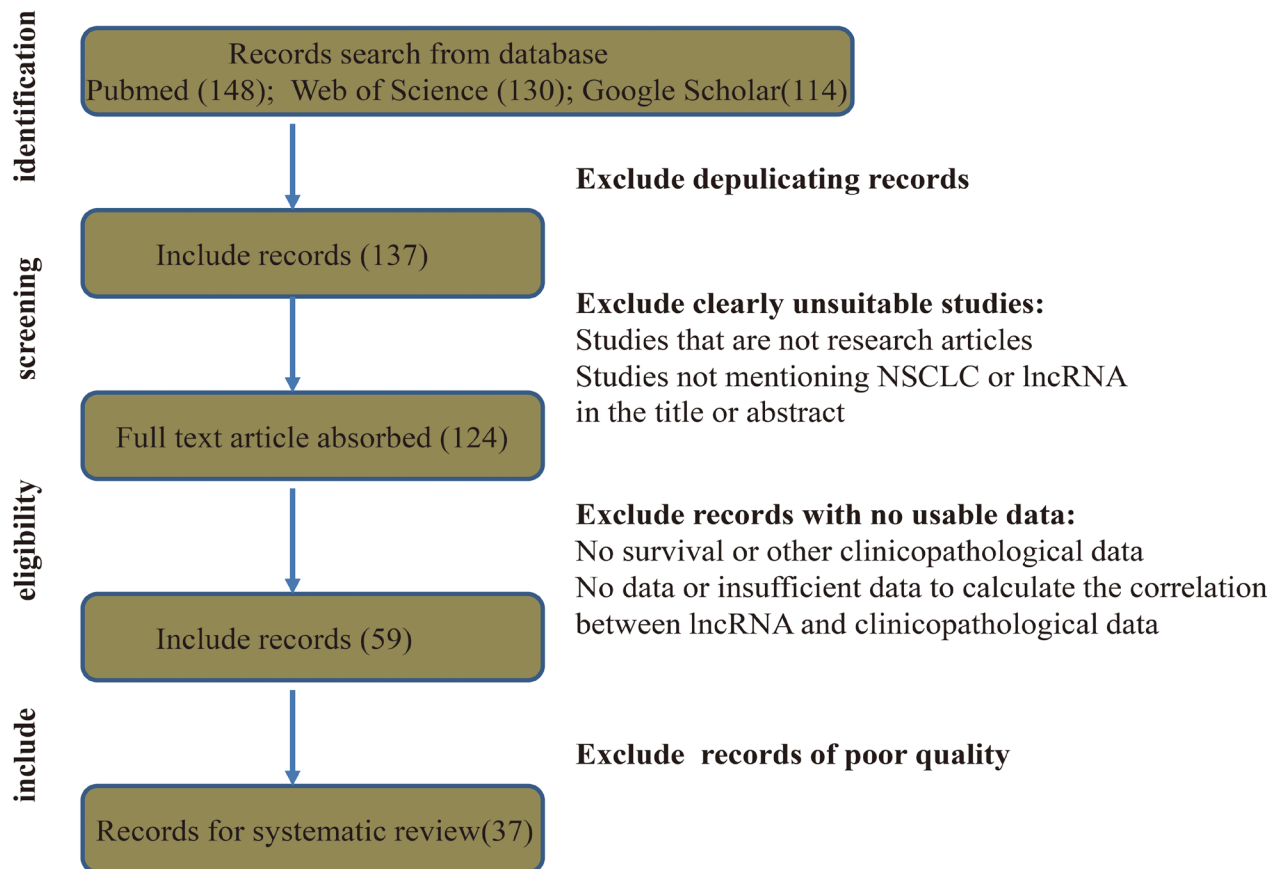 identification
Records search from database
Pubmed (148); Web of Science (130); Google Scholar(114)
Exclude depulicating records
screening
Include records (137)
Exclude clearly unsuitable studies:
Studies that are not research articles
Studies not mentioning NSCLC or lncRNA
in the title or abstract
Full text article absorbed (124)
eligibility
Exclude records with no usable data:
No survival or other clinicopathological data
No data or insufficient data to calculate the correlation
between lncRNA and clinicopathological data
Include records (59)
include
Exclude records of poor quality
Records for systematic review(37)